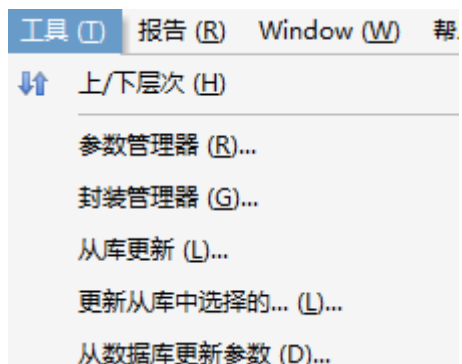 工具 (T) 报告 (R) Window (W) 帮
上/下层次 (H)
参数管理器 (R)...
封装管理器 (G)...
从库更新 (L)...
更新从库中选择的... (L)...
从数据库更新参数 (D)...